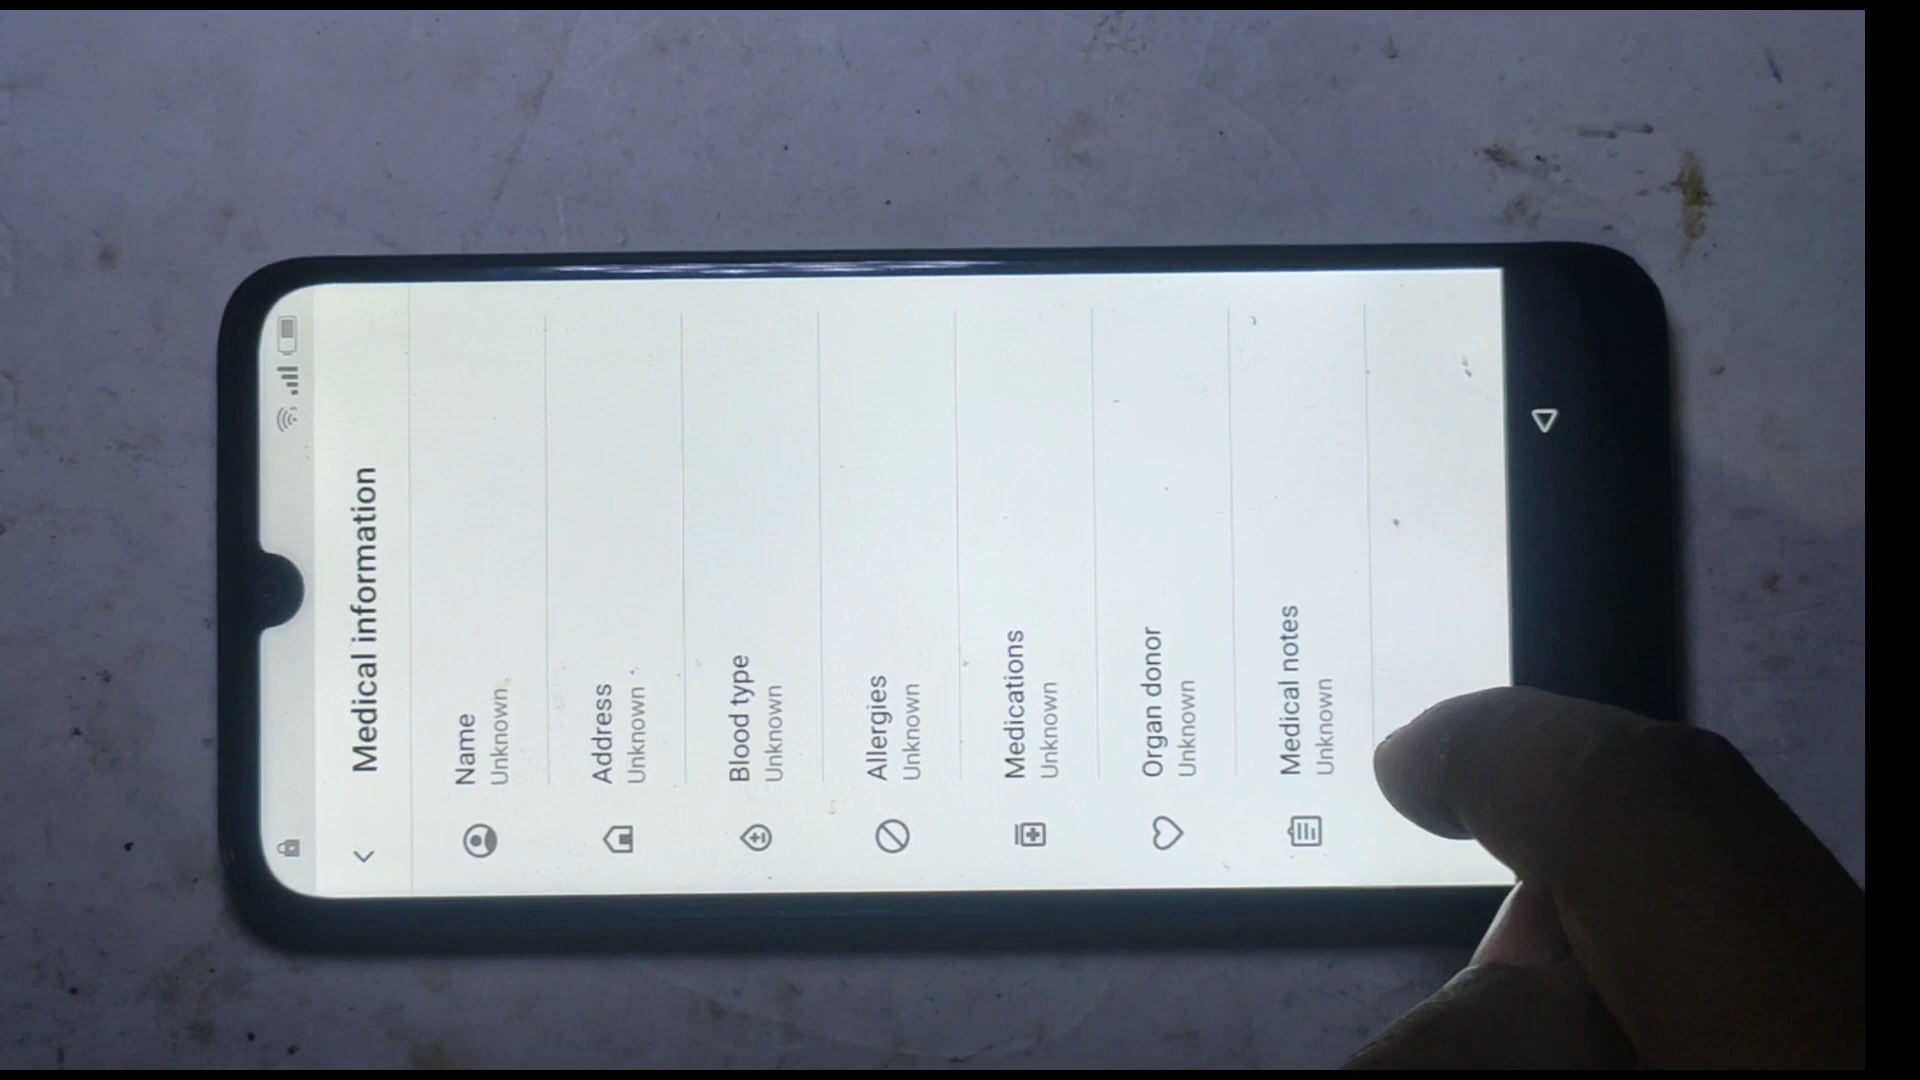 Medical information
Name
Unknown
Address
Unknown
Blood type
Unknown
Allergies
Unknown
Medications
Unknown
Organ donor
Unknown
Medical notes
Unknown